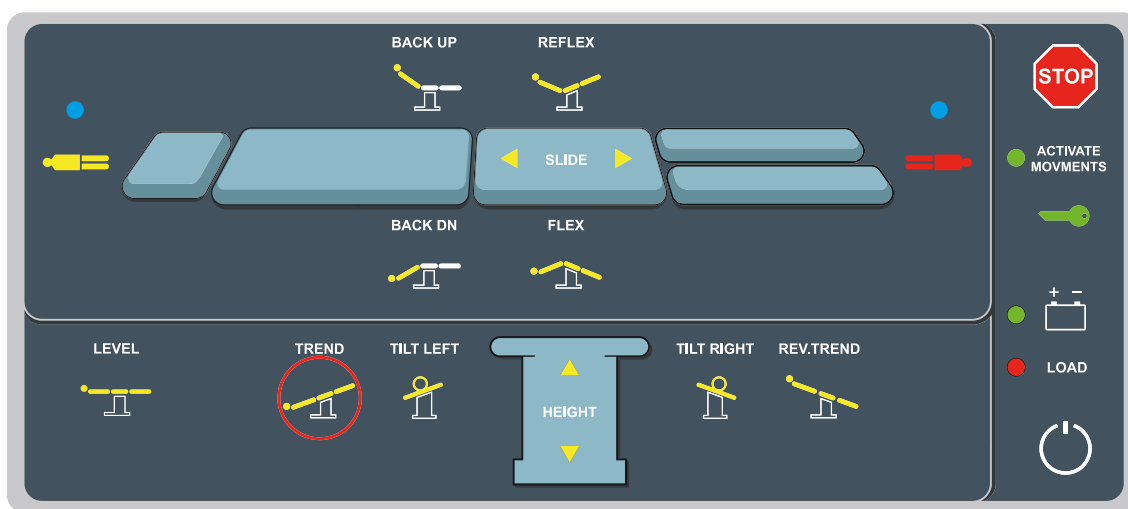 BACK UP
REFLEX
STOP
SLIDE
ACTIVATE
MOVMENTS
BACK DN
FLEX
+ −
LEVEL
TREND
TILT LEFT
TILT RIGHT
REV.TREND
LOAD
HEIGHT